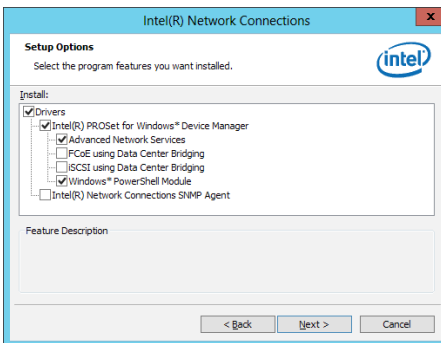 Intel(R) Network Connections
x
Setup Options
Select the program features you want installed.
intel
Install:
Drivers
Intel(R) PROSet for Windows* Device Manager
Advanced Network Services
FCoE using Data Center Bridging
iSCSI using Data Center Bridging
Windows* PowerShell Module
Intel(R) Network Connections SNMP Agent
Feature Description
< Back Next > Cancel